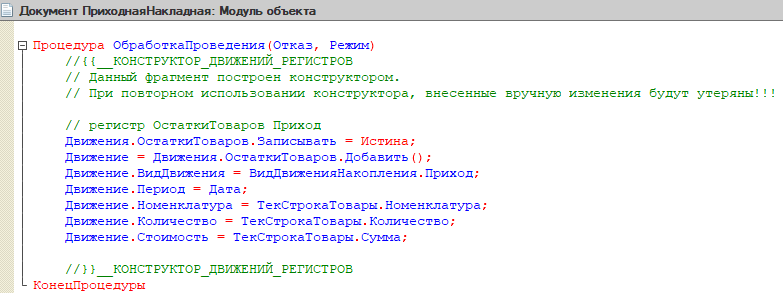 Документ ПриходнаяНакладная: Модуль объекта
Процедура ОбработкаПроведения(Отказ, Режим)
//{{__КОНСТРУКТОР_ДВИЖЕНИЙ_РЕГИСТРОВ
// Данный фрагмент построен конструктором.
// При повторном использовании конструктора, внесенные вручную изменения будут утеряны!!!
// регистр ОстаткиТоваров Приход
Движения.ОстаткиТоваров.Записывать = Истина;
Движение = Движения.ОстаткиТоваров.Добавить();
Движение.ВидДвижения = ВидДвиженияНакопления.Приход;
Движение.Период = Дата;
Движение.Номенклатура = ТекСтрокаТовары.Номенклатура;
Движение.Количество = ТекСтрокаТовары.Количество;
Движение.Стоимость = ТекСтрокаТовары.Сумма;
//}}__КОНСТРУКТОР_ДВИЖЕНИЙ_РЕГИСТРОВ
КонецПроцедуры